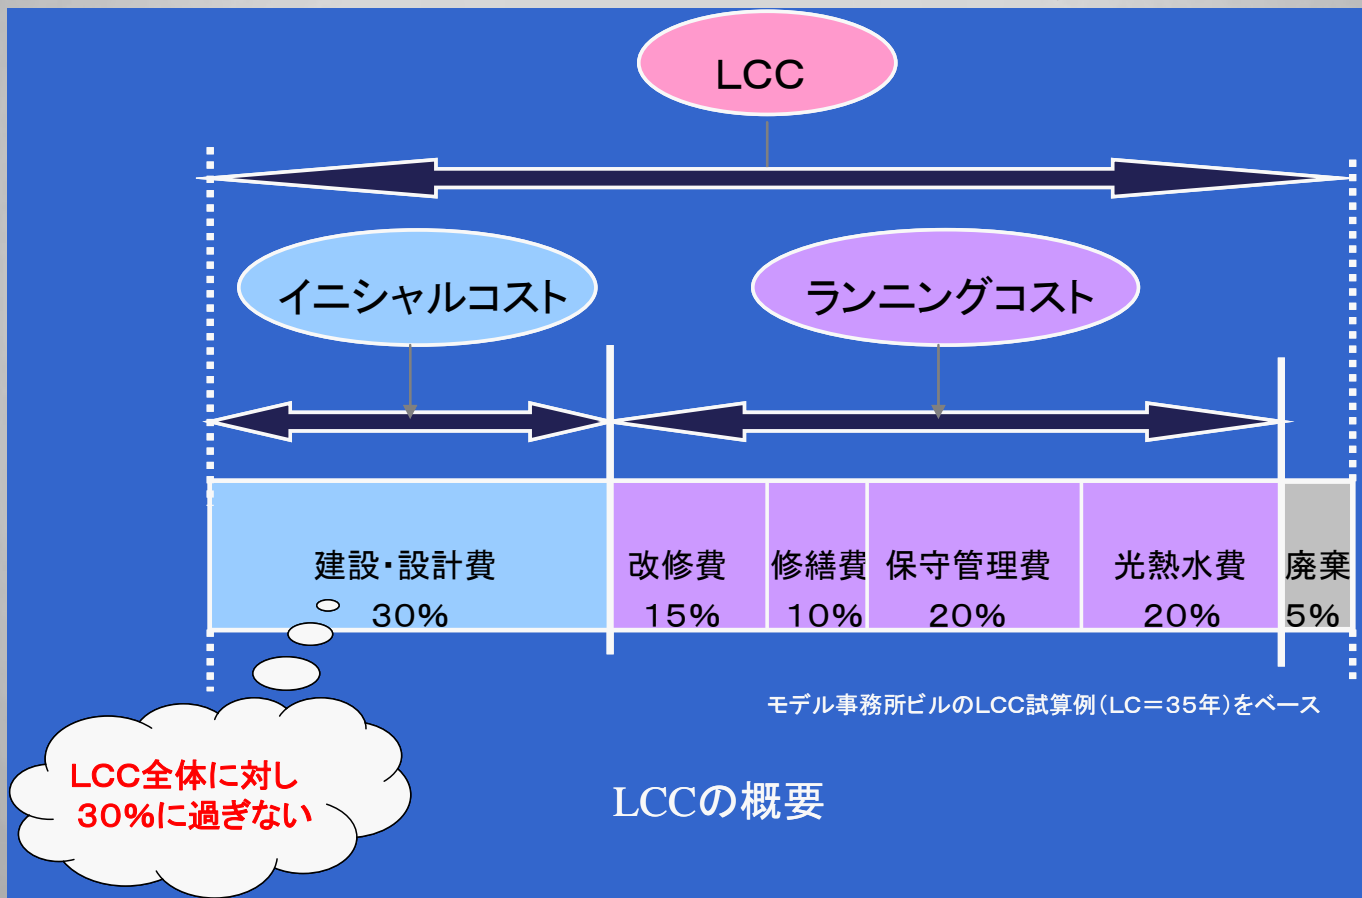 LCC
イニシャルコスト
ランニングコスト
建設・設計費
30%
改修費
15%
修繕費
10%
保守管理費
20%
光熱水費
20%
廃棄
5%
モデル事務所ビルのLCC試算例(LC=35年)をベース
LCC全体に対し
30%に過ぎない
LCCの概要